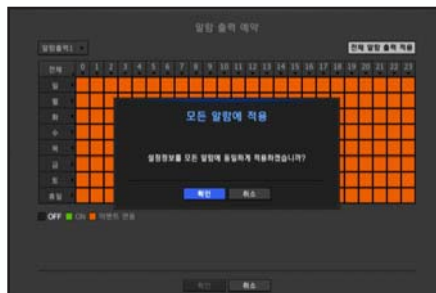 알람 출력 예약
알람출력1
전체 알람 출력 적용
전체 0 1 2 3 4 5 6 7 8 9 10 11 12 13 14 15 16 17 18 19 20 21 22 23
일
월
화
수
목
금
토
휴일
모든 알람에 적용
설정정보를 모든 알람에 동일하게 적용하겠습니까?
확인 취소
OFF ON 이벤트 연동
확인 취소